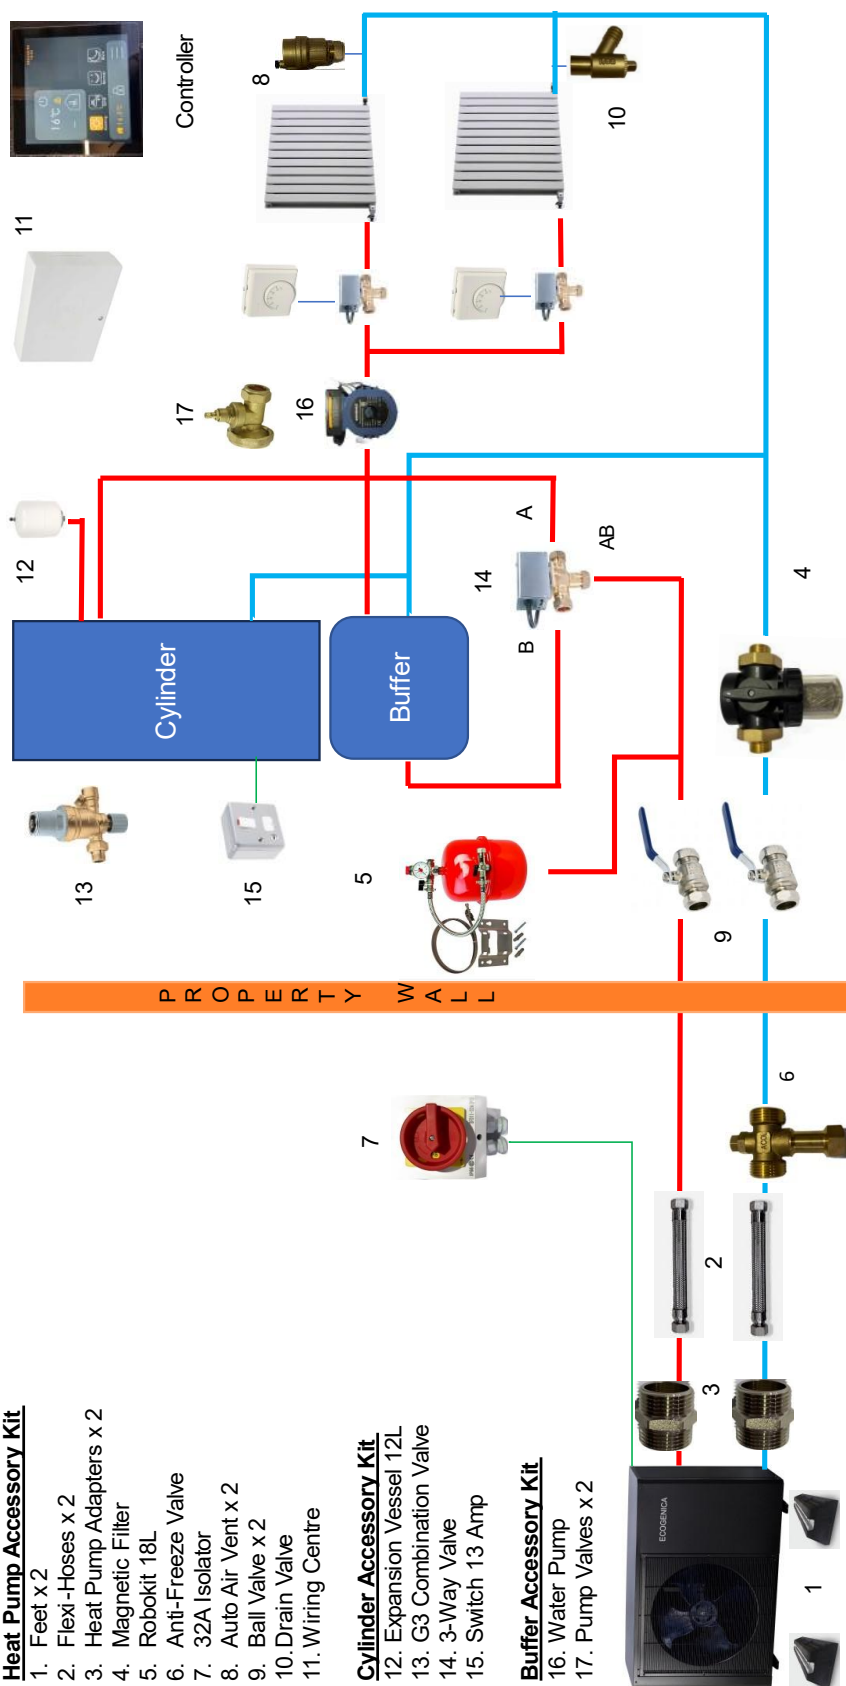 Heat Pump Accessory Kit
1. Feet x 2
2. Flexi-Hoses x 2
3. Heat Pump Adapters x 2
4. Magnetic Filter
5. Robokit 18L
6. Anti-Freeze Valve
7. 32A Isolator
8. Auto Air Vent x 2
9. Ball Valve x 2
10. Drain Valve
11. Wiring Centre
Cylinder Accessory Kit
12. Expansion Vessel 12L
13. G3 Combination Valve
14. 3-Way Valve
15. Switch 13 Amp
Buffer Accessory Kit
16. Water Pump
17. Pump Valves x 2
1
ECOGENICA
3
2
7
6
PROPERTY WALL
9
5
13
15
Cylinder
Buffer
12
14
B
A
AB
4
17
16
11
8
10
Controller
16°C